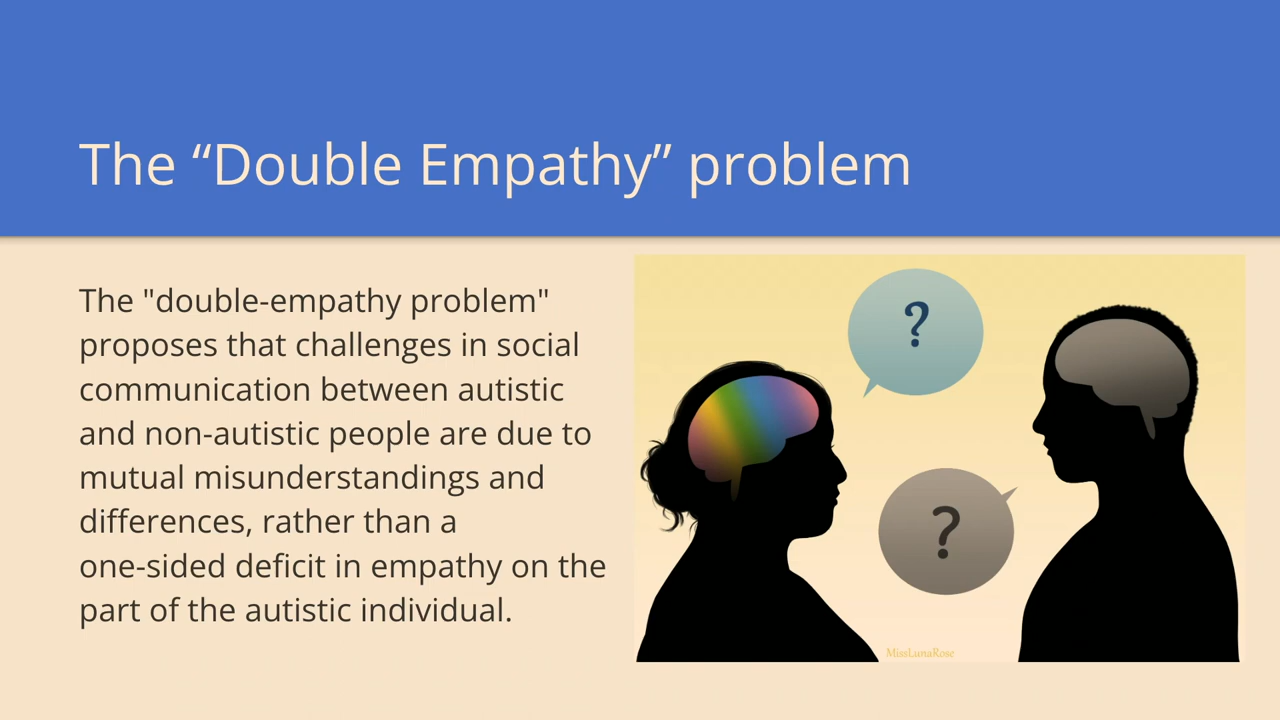 The “Double Empathy” problem
The "double-empathy problem"
proposes that challenges in social
communication between autistic
and non-autistic people are due to
mutual misunderstandings and
differences, rather than a
one-sided deficit in empathy on the
part of the autistic individual.
?
?
MissLunaRose